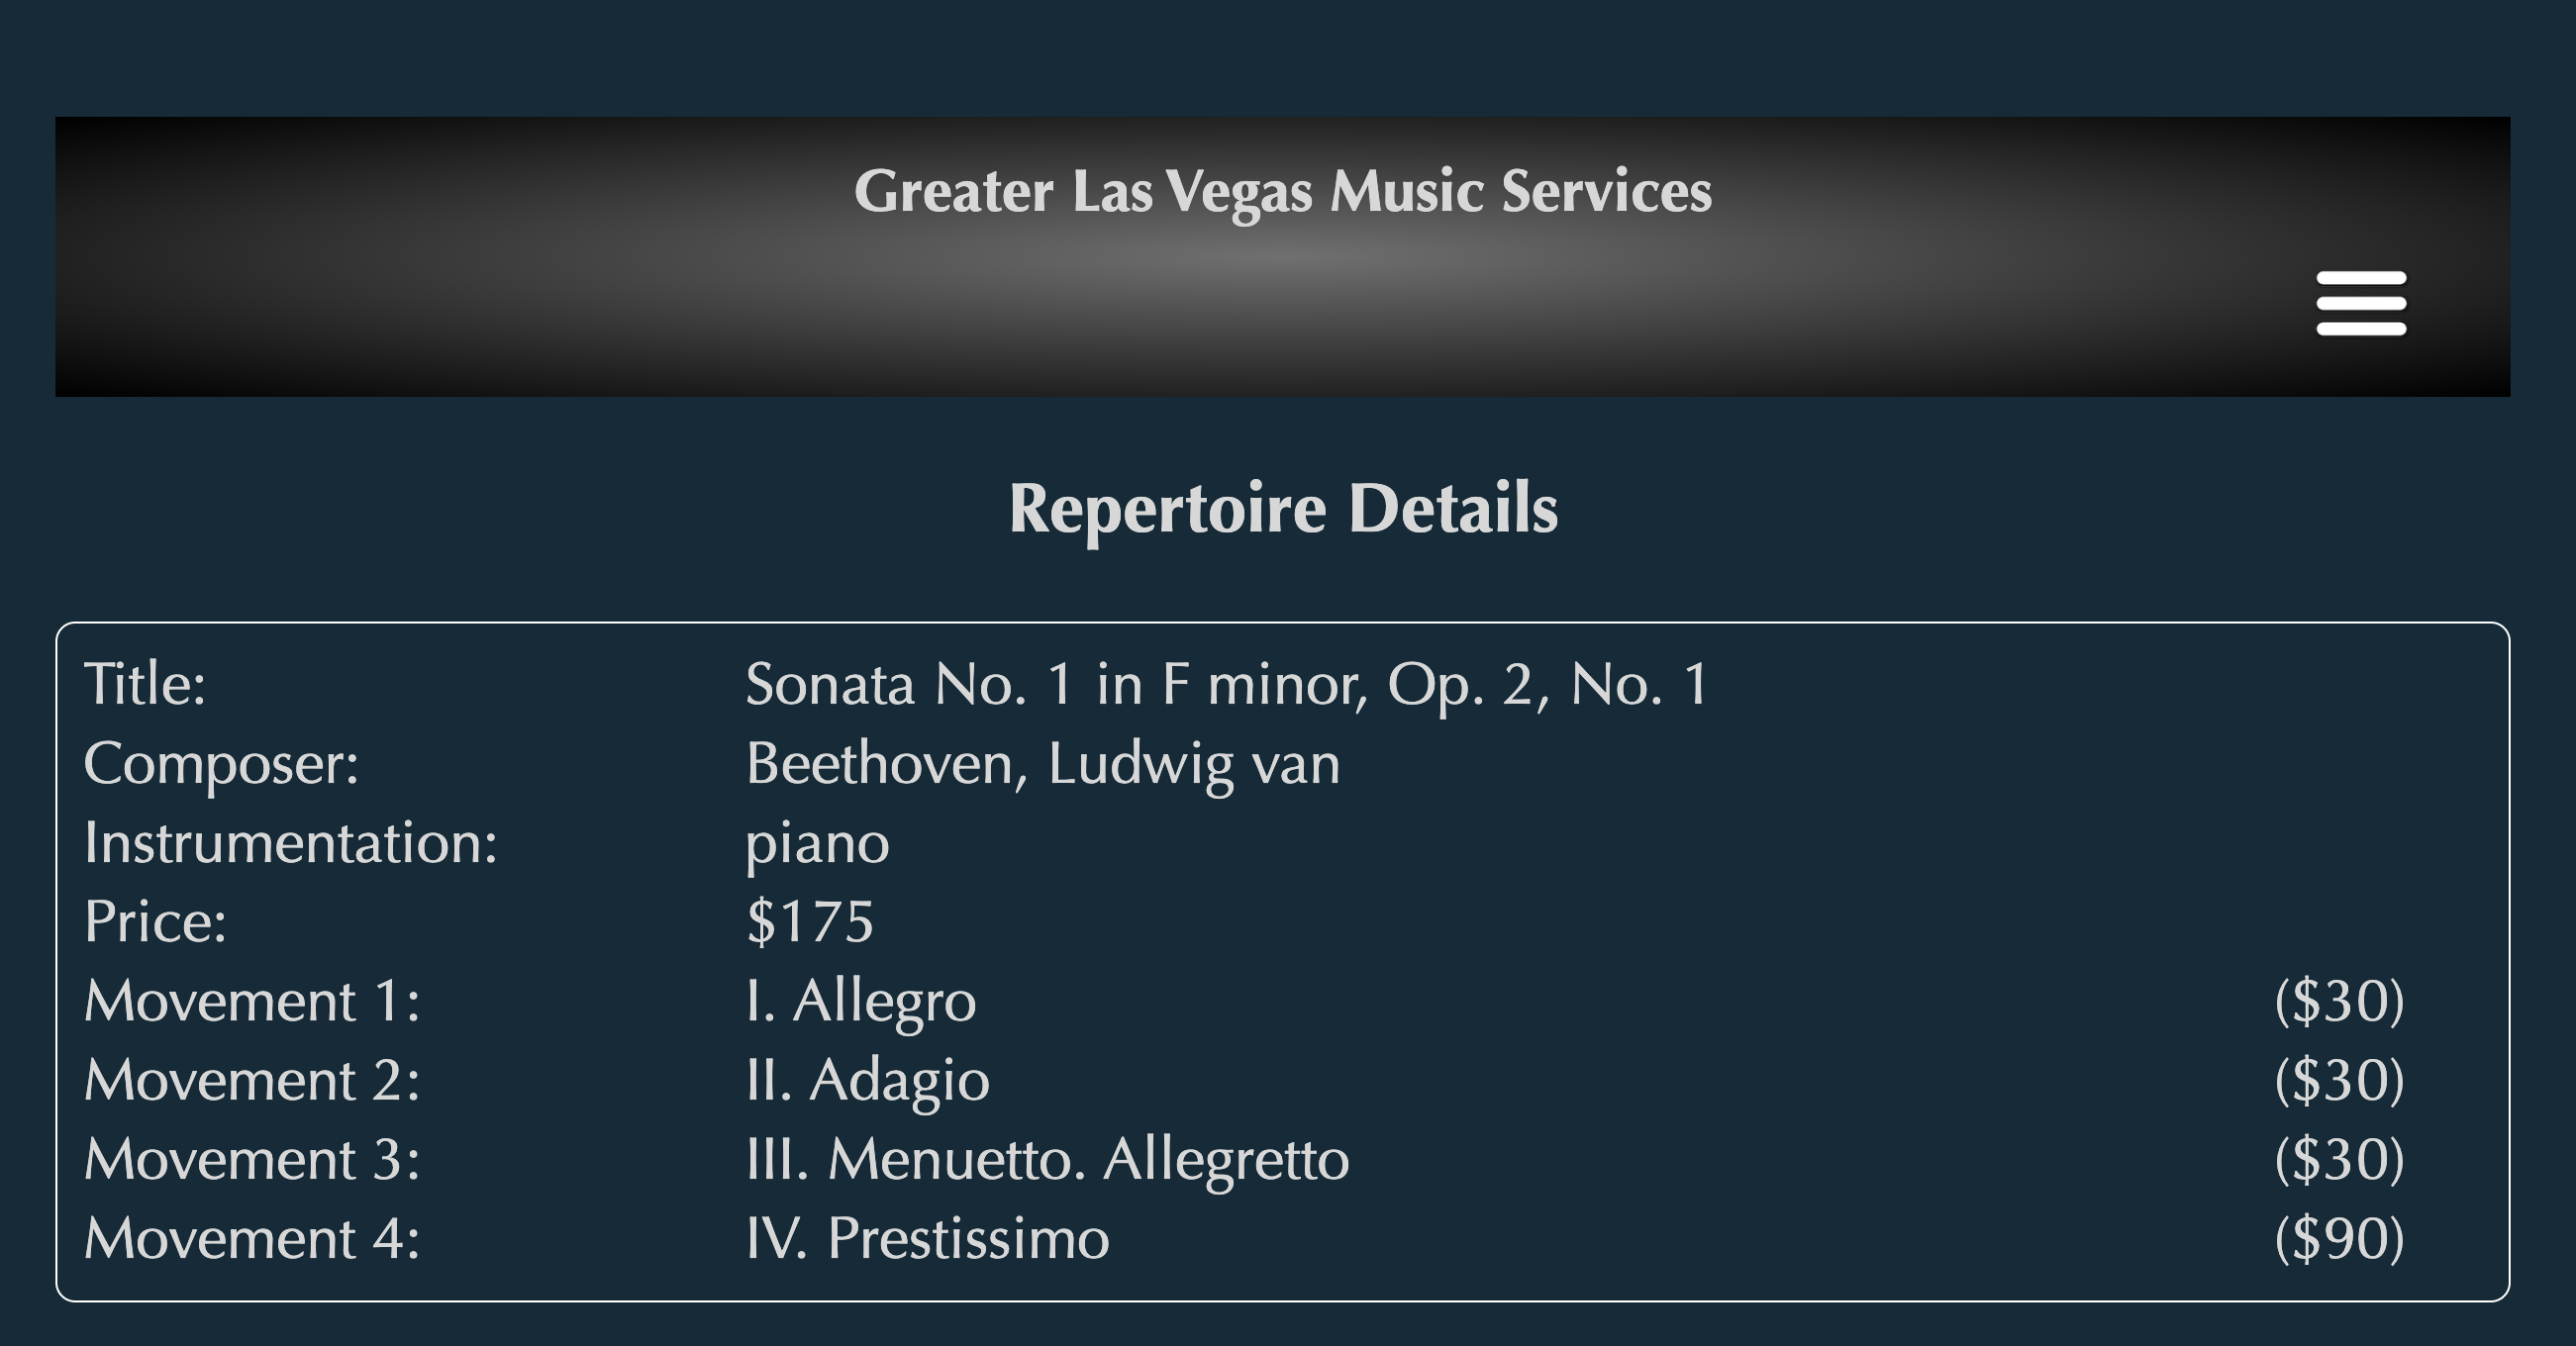 Greater Las Vegas Music Services
Repertoire Details
Title: Sonata No. 1 in F minor, Op. 2, No. 1
Composer: Beethoven, Ludwig van
Instrumentation: piano
Price: $175
Movement 1: I. Allegro ($30)
Movement 2: II. Adagio ($30)
Movement 3: III. Menuetto. Allegretto ($30)
Movement 4: IV. Prestissimo ($90)